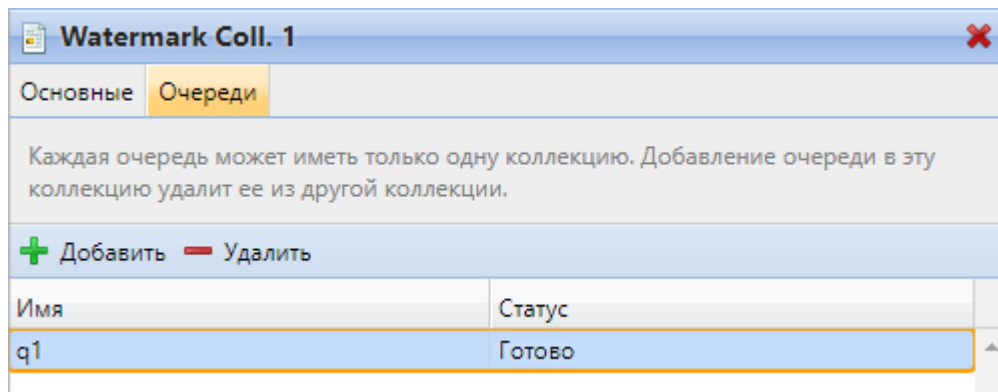 Watermark Coll. 1
Основные Очереди
Каждая очередь может иметь только одну коллекцию. Добавление очереди в эту
коллекцию удалит ее из другой коллекции.
Добавить Удалить
Имя Статус
q1 Готово